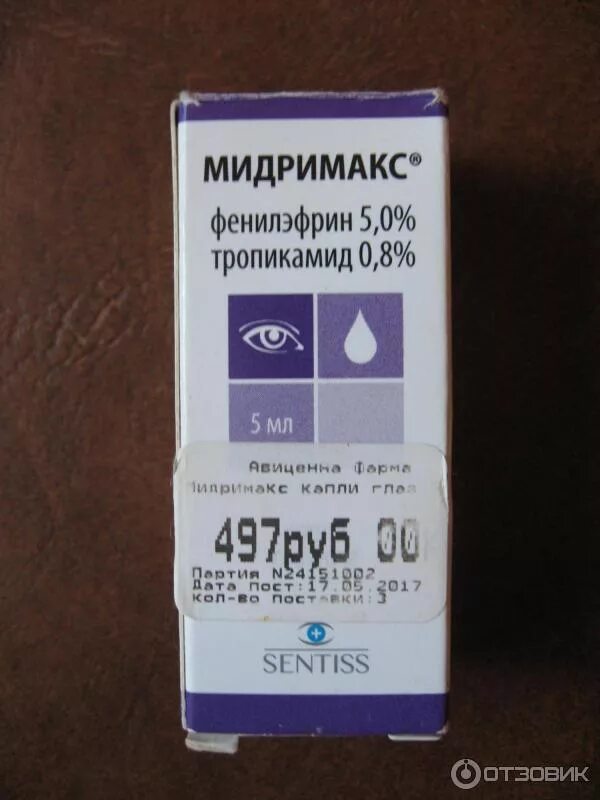 МИДРИМАКС®
фенилэфрин 5,0%
тропикамид 0,8%
5 мл
Авиценна Фарма
Мидримакс капли глаз
497руб 00
Партия N24151002
Дата пост:17.05.2017
Кол-во поставки:3
SENTISS
ОТЗОВИК